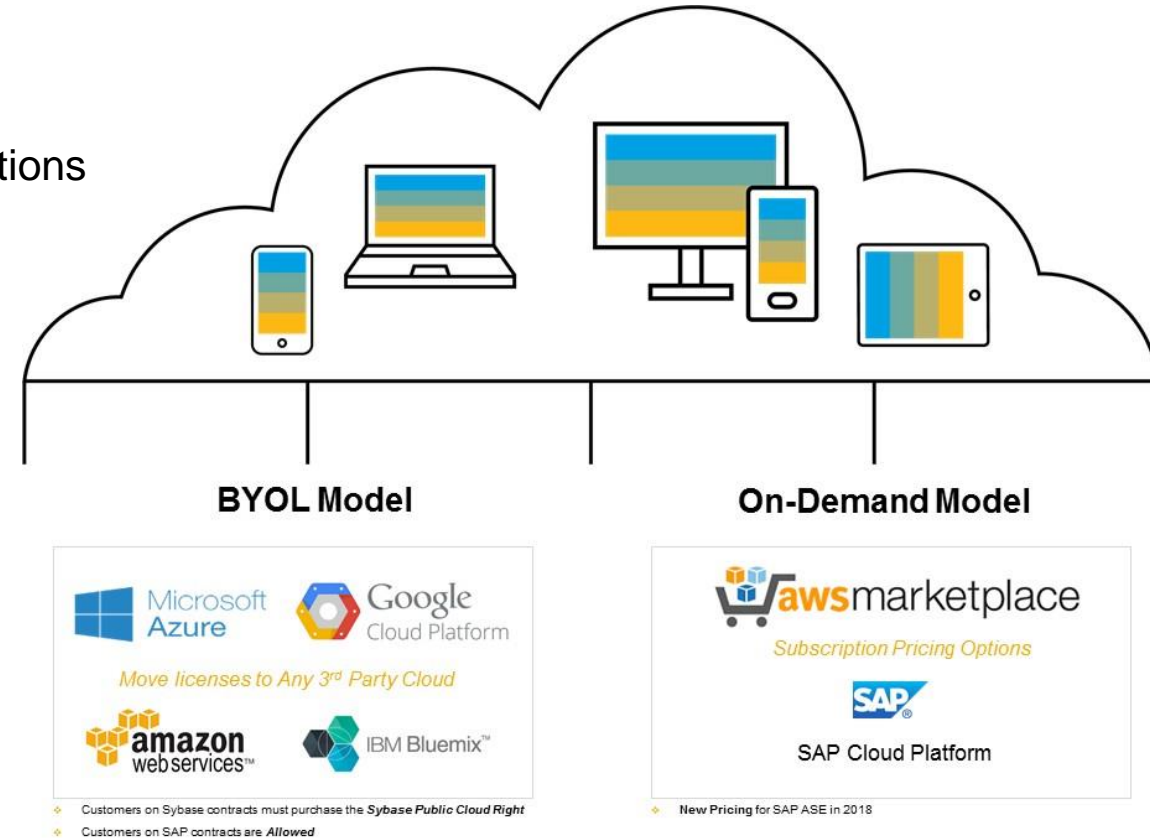 tions
BYOL Model
On-Demand Model
Microsoft
Azure
Google
Cloud Platform
Move licenses to Any 3rd Party Cloud
amazon
webservices™
IBM Bluemix™
awsmarketplace
Subscription Pricing Options
SAP®
SAP Cloud Platform
❖ Customers on Sybase contracts must purchase the Sybase Public Cloud Right
❖ Customers on SAP contracts are Allowed
❖ New Pricing for SAP ASE in 2018